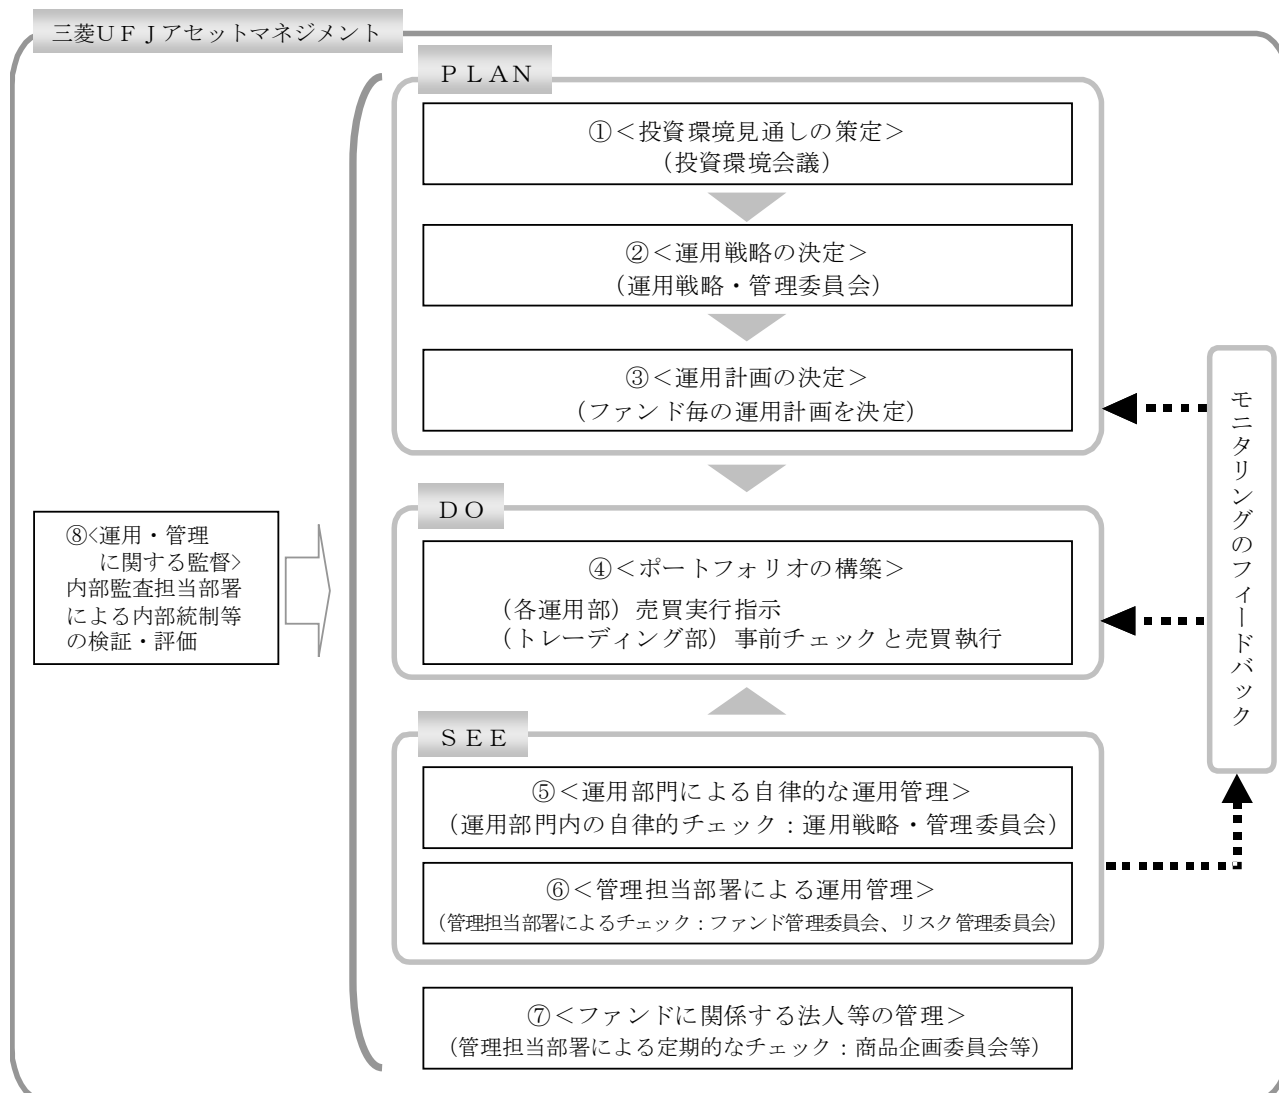 三菱UFJアセットマネジメント
PLAN
①<投資環境見通しの策定>
(投資環境会議)
②<運用戦略の決定>
(運用戦略・管理委員会)
③<運用計画の決定>
(ファンド毎の運用計画を決定)
DO
④<ポートフォリオの構築>
(各運用部)売買実行指示
(トレーディング部)事前チェックと売買執行
SEE
⑤<運用部門による自律的な運用管理>
(運用部門内の自律的チェック:運用戦略・管理委員会)
⑥<管理担当部署による運用管理>
(管理担当部署によるチェック:ファンド管理委員会、リスク管理委員会)
⑦<ファンドに関係する法人等の管理>
(管理担当部署による定期的なチェック:商品企画委員会等)
⑧<運用・管理
に関する監督>
内部監査担当部署
による内部統制等
の検証・評価
モニタリングのフィードバック